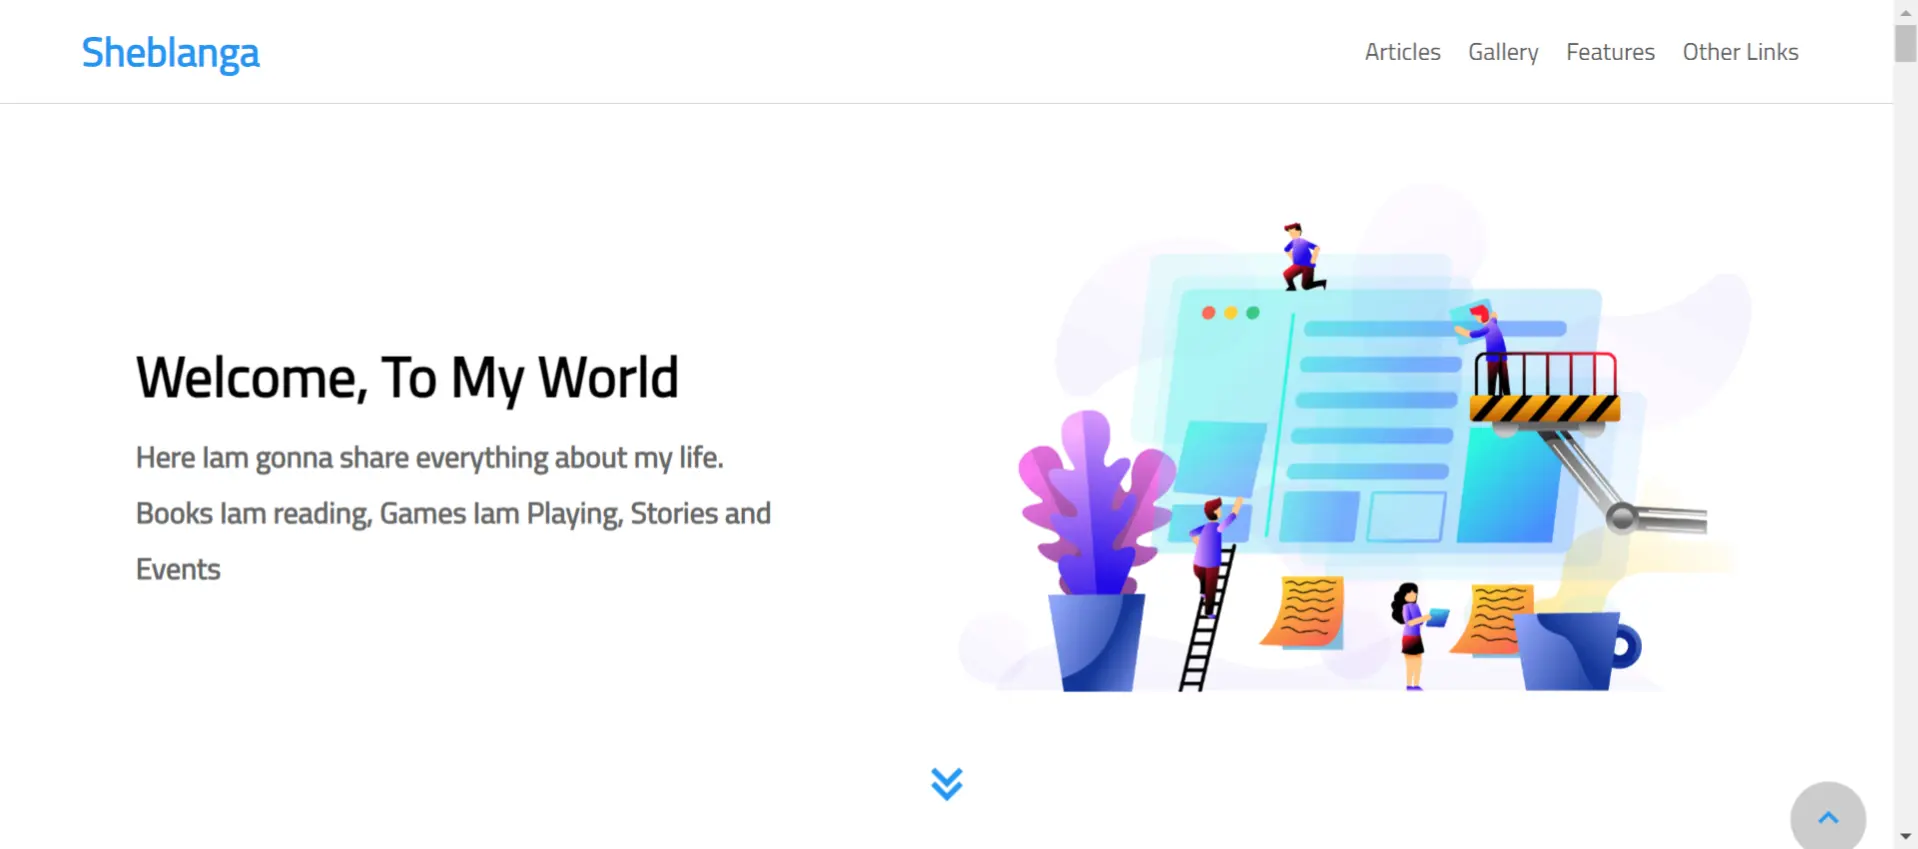 Sheblanga
Articles Gallery Features Other Links
Welcome, To My World
Here Iam gonna share everything about my life.
Books Iam reading, Games Iam Playing, Stories and
Events